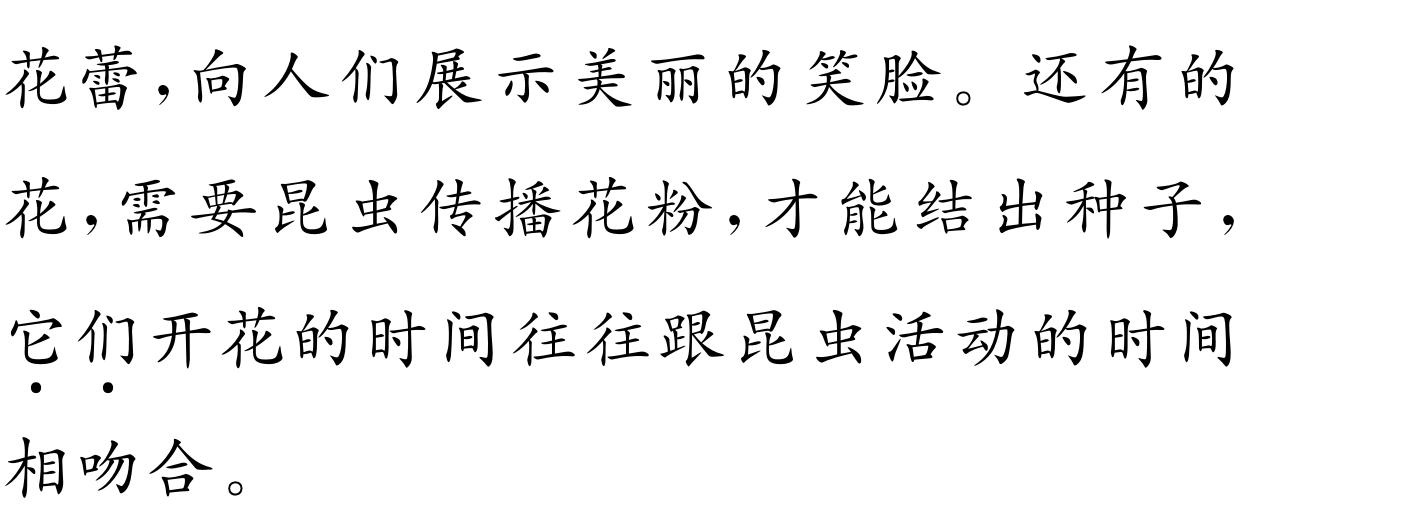 花蕾,向人们展示美丽的笑脸。还有的
花,需要昆虫传播花粉,才能结出种子,
它们开花的时间往往跟昆虫活动的时间
相吻合。